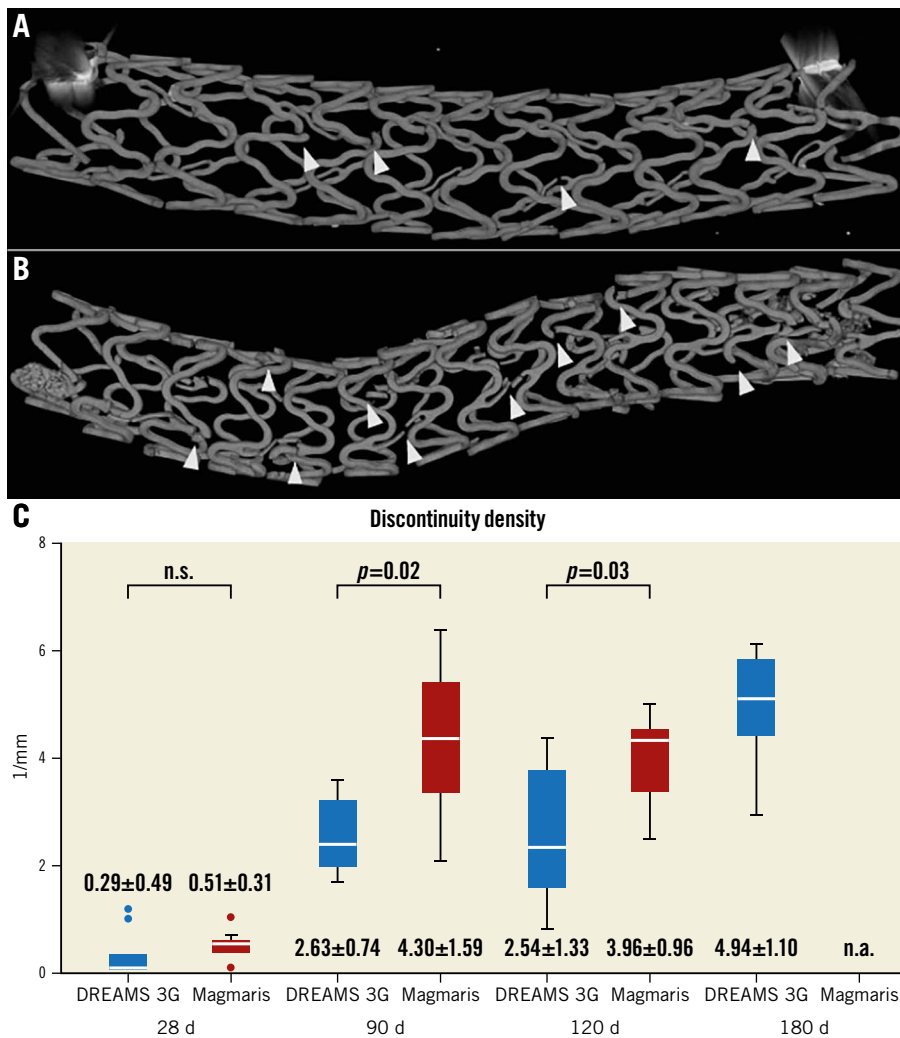 A
B
C
Discontinuity density
8
n.s.
p=0.02
p=0.03
6
1/mm
4
2
0.29±0.49 0.51±0.31
2.63±0.74 4.30±1.59 2.54±1.33 3.96±0.96 4.94±1.10 n.a.
0
DREAMS 3G Magmaris DREAMS 3G Magmaris DREAMS 3G Magmaris DREAMS 3G Magmaris
28 d 90 d 120 d 180 d